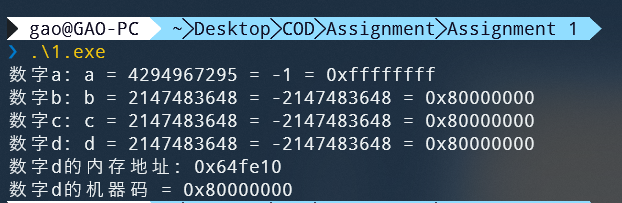 gao@GAO-PC ~>Desktop>COD>Assignment>Assignment 1
❯ .\1.exe
数字a: a = 4294967295 = -1 = 0xffffffff
数字b: b = 2147483648 = -2147483648 = 0x80000000
数字c: c = 2147483648 = -2147483648 = 0x80000000
数字d: d = 2147483648 = -2147483648 = 0x80000000
数字d的内存地址: 0x64fe10
数字d的机器码 = 0x80000000